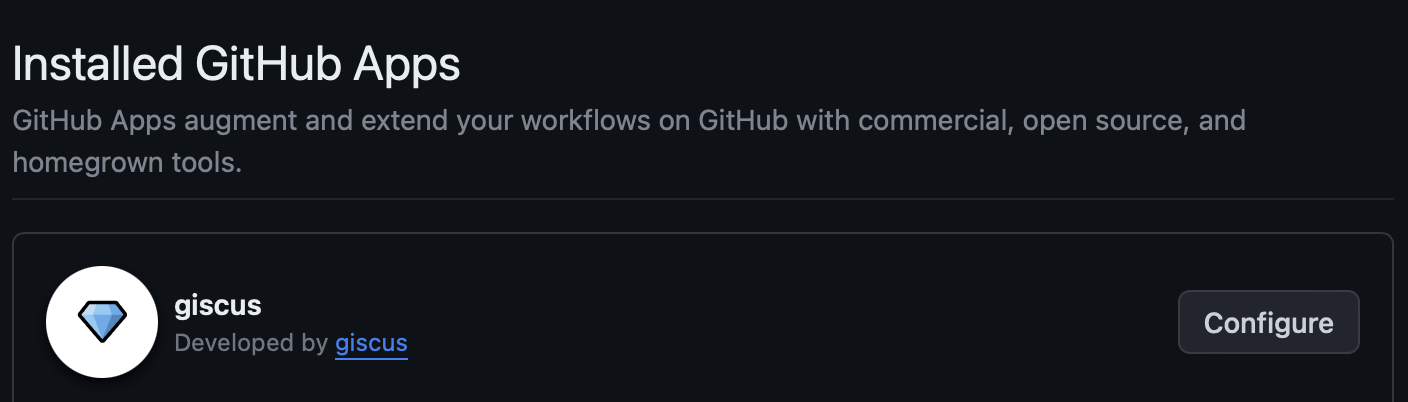 Installed GitHub Apps
GitHub Apps augment and extend your workflows on GitHub with commercial, open source, and
homegrown tools.
giscus
Developed by giscus
Configure